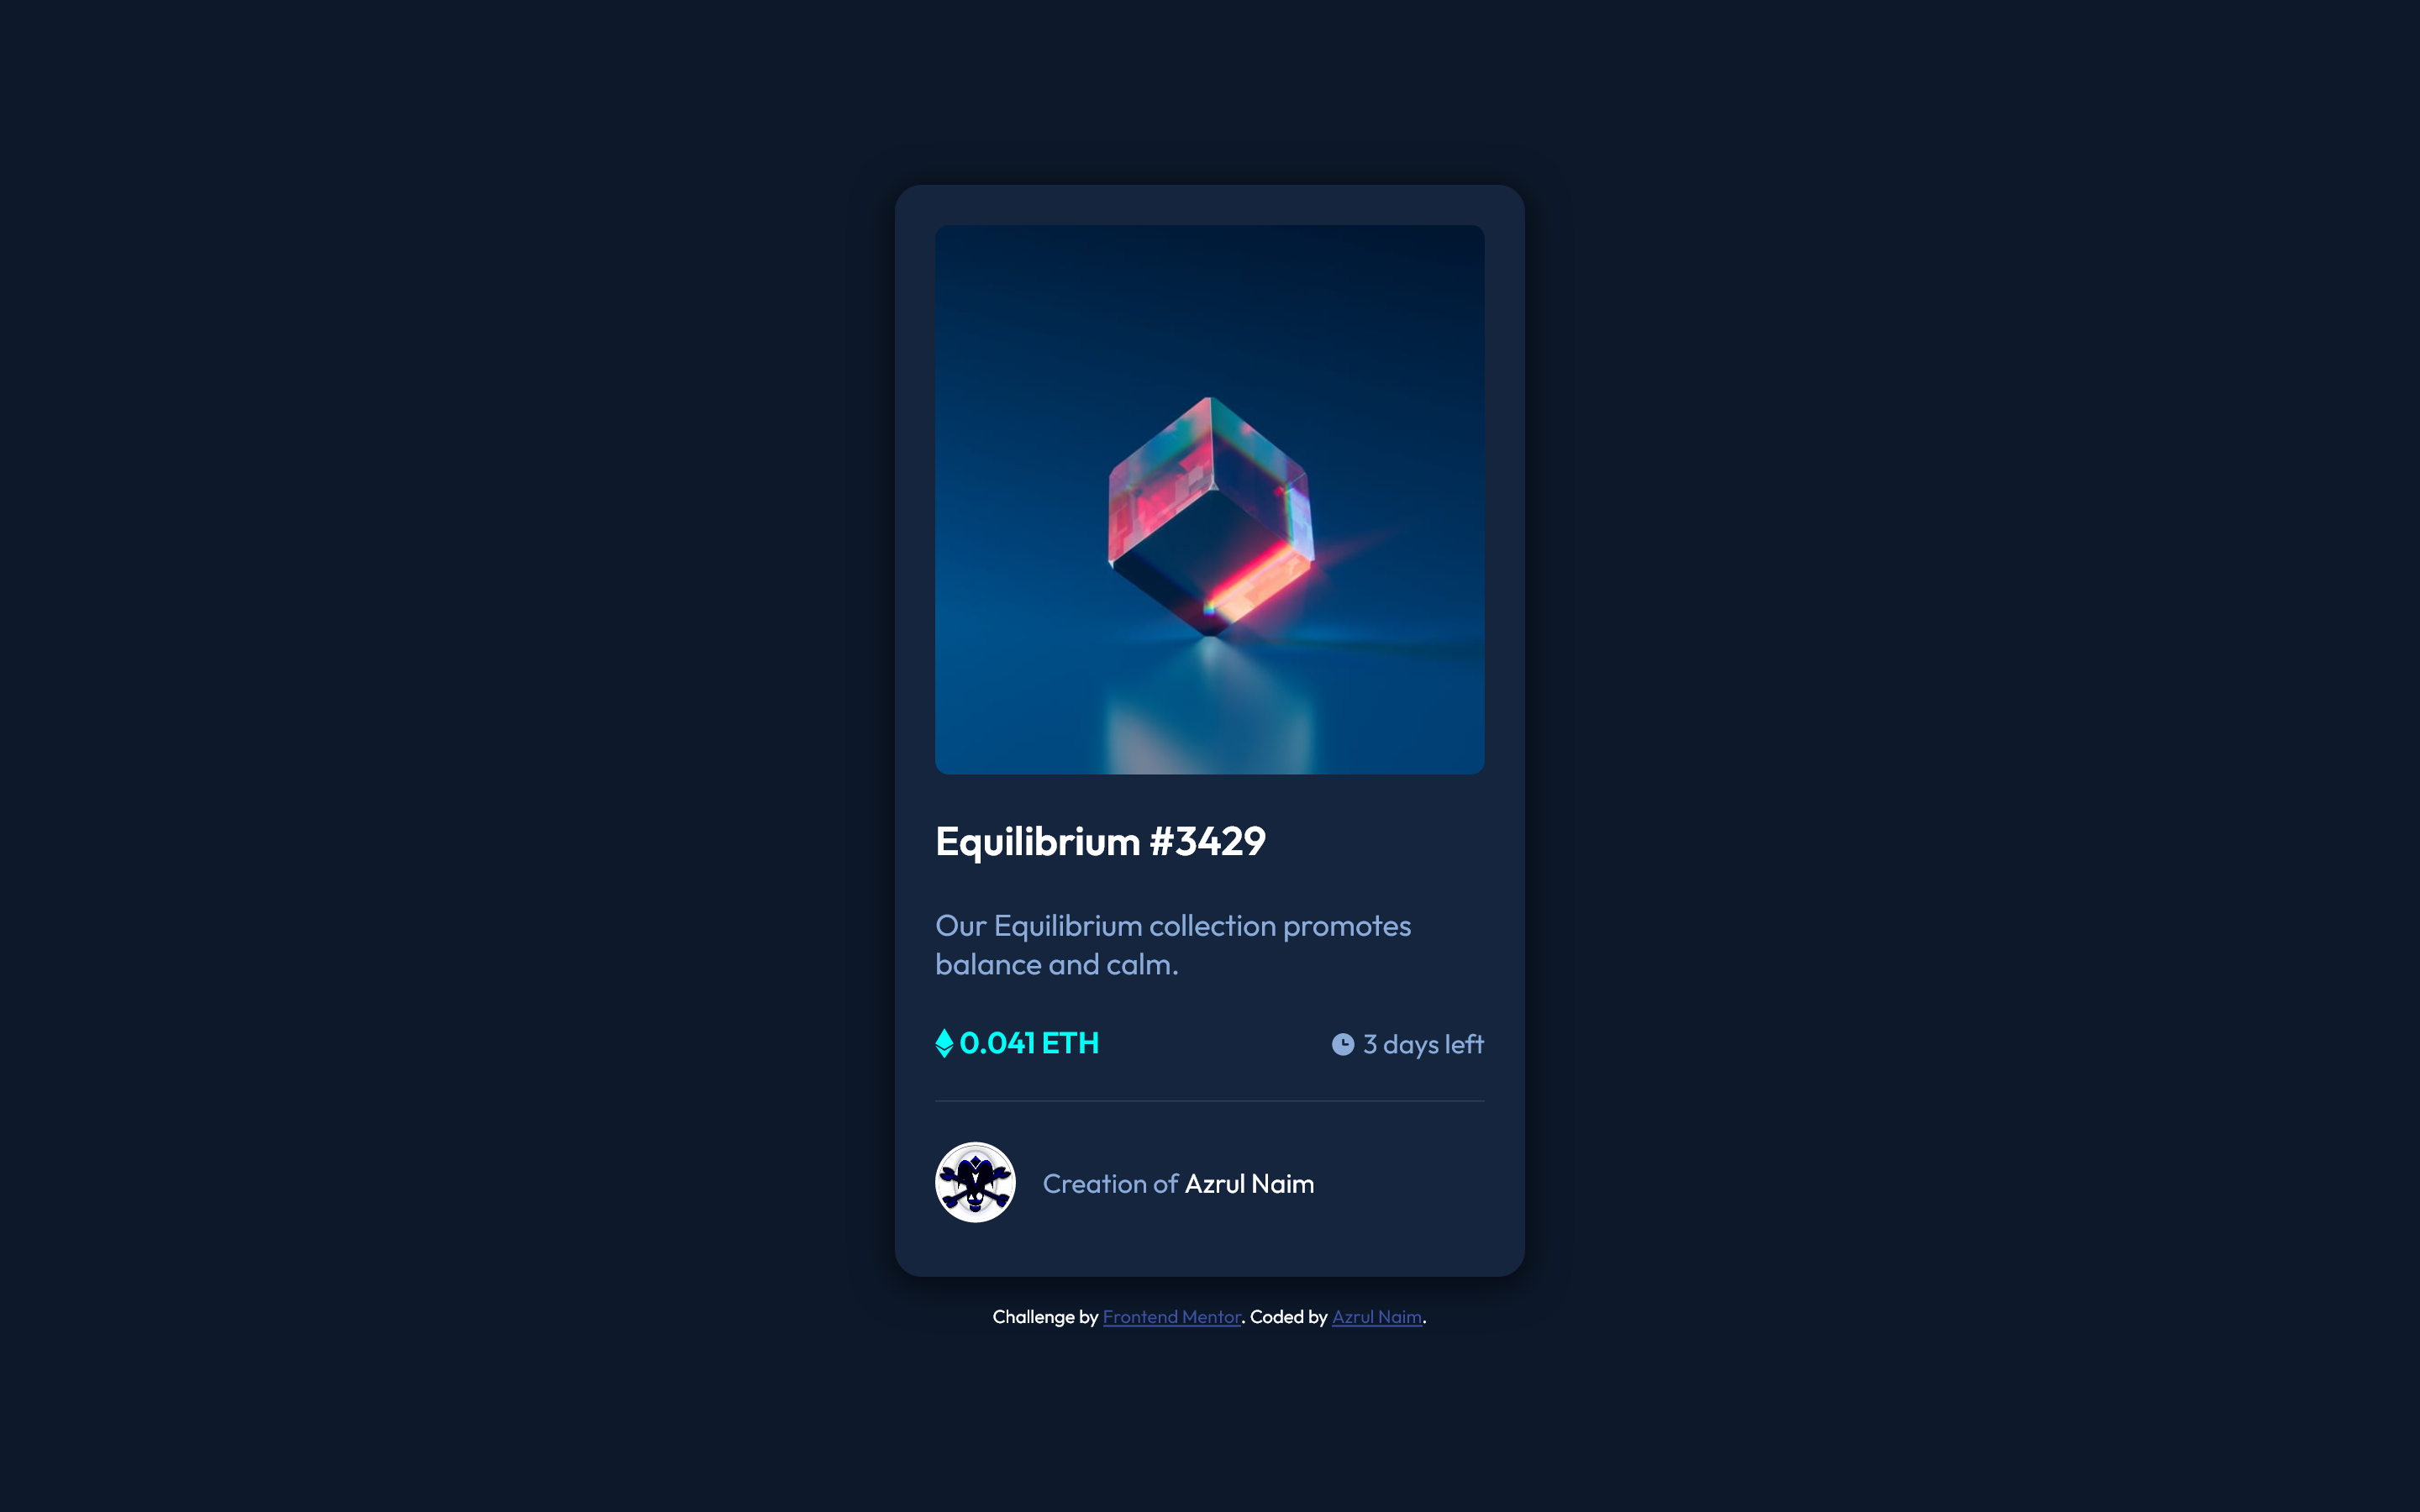 Equilibrium #3429
Our Equilibrium collection promotes
balance and calm.
0.041 ETH
3 days left
Creation of Azrul Naim
Challenge by Frontend Mentor. Coded by Azrul Naim.